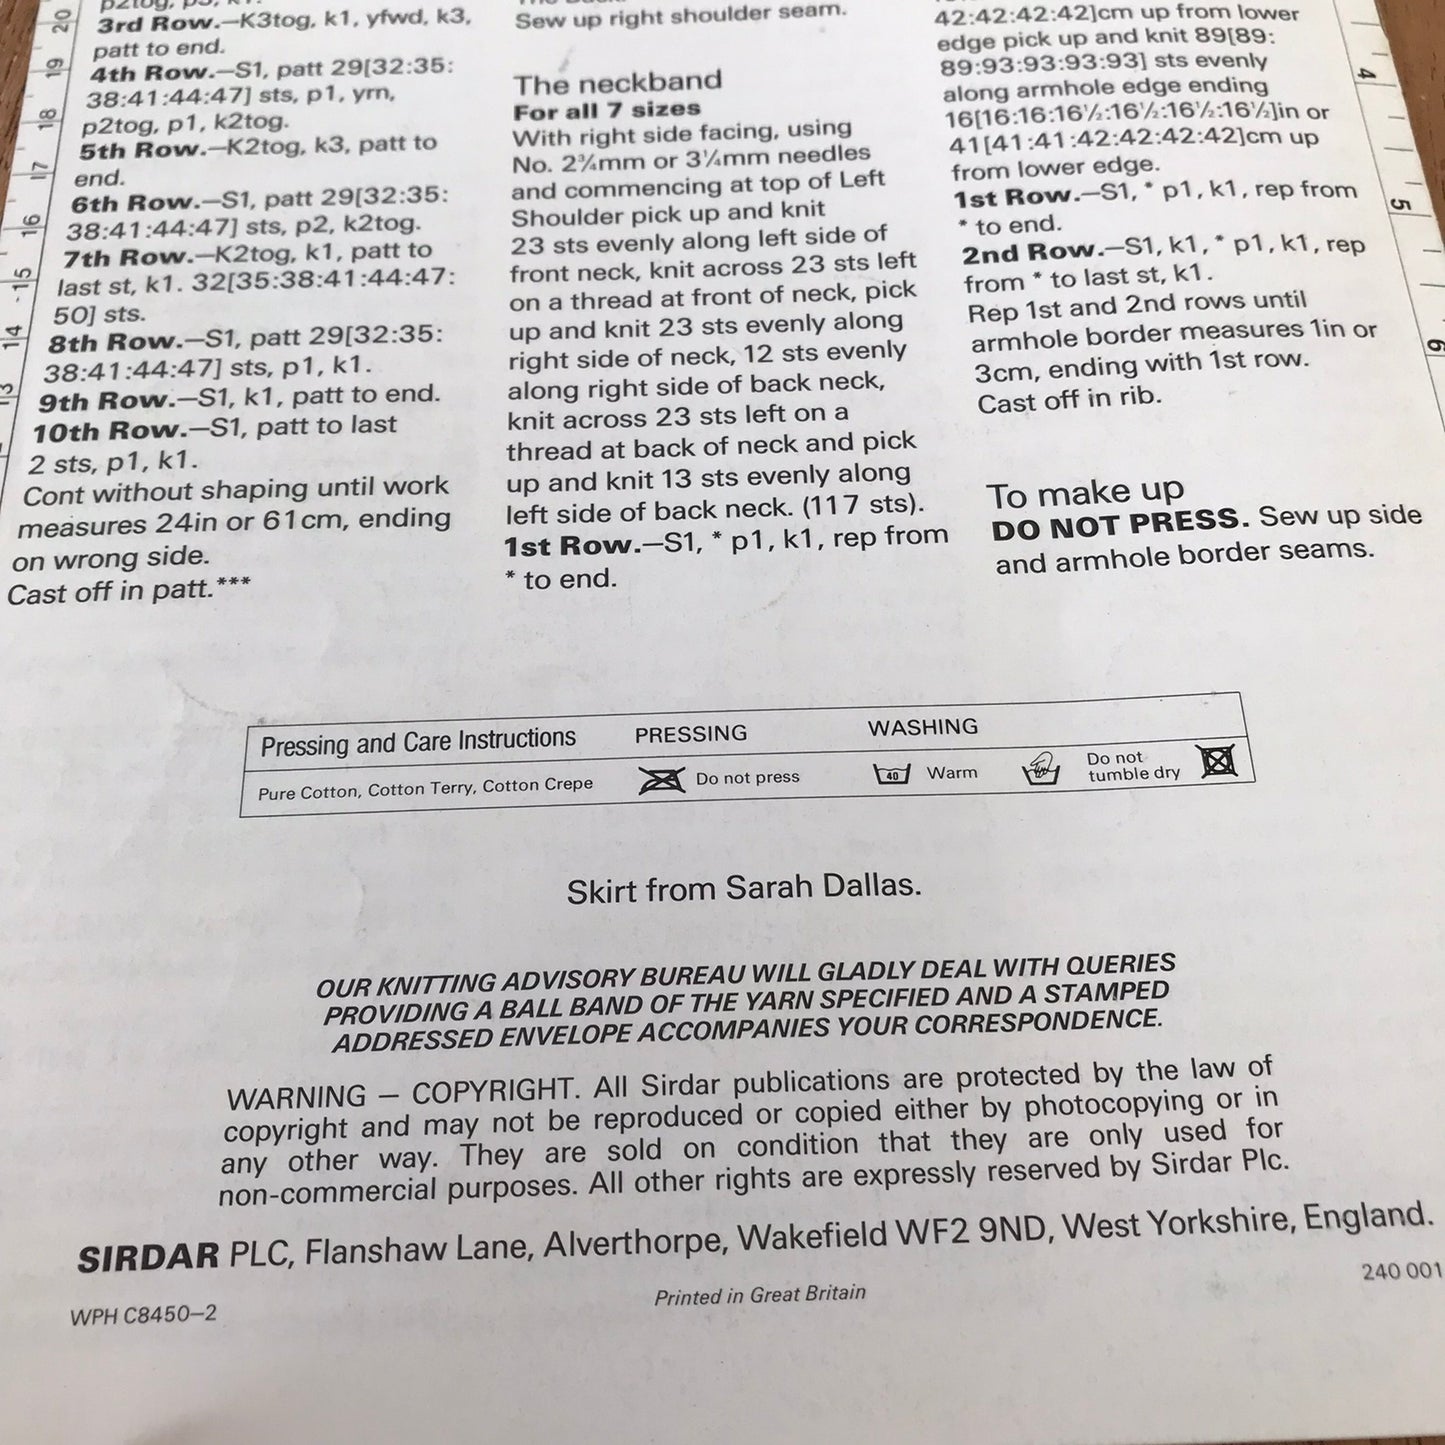 3rd Row.–K3tog, k1, yfwd, k3,
patt to end.
4th Row.–S1, patt 29[32:35:
38:41:44:47] sts, p1, yrn,
p2tog, p1, k2tog.
5th Row.–K2tog, k3, patt to
end.
6th Row.–S1, patt 29[32:35:
38:41:44:47] sts, p2, k2tog.
7th Row.–K2tog, k1, patt to
last st, k1. 32[35:38:41:44:47:
50] sts.
8th Row.–S1, patt 29[32:35:
38:41:44:47] sts, p1, k1.
9th Row.–S1, k1, patt to end.
10th Row.–S1, patt to last
2 sts, p1, k1.
Cont without shaping until work
measures 24in or 61cm, ending
on wrong side.
Cast off in patt.***
Sew up right shoulder seam.
The neckband
For all 7 sizes
With right side facing, using
No. 2¾mm or 3¼mm needles
and commencing at top of Left
Shoulder pick up and knit
23 sts evenly along left side of
front neck, knit across 23 sts left
on a thread at front of neck, pick
up and knit 23 sts evenly along
right side of neck, 12 sts evenly
along right side of back neck,
knit across 23 sts left on a
thread at back of neck and pick
up and knit 13 sts evenly along
left side of back neck. (117 sts).
1st Row.–S1, * p1, k1, rep from
* to end.
42:42:42:42]cm up from lower
edge pick up and knit 89[89:
89:93:93:93:93] sts evenly
along armhole edge ending
16[16:16:16½:16½:16½:16½]in or
41[41:41:42:42:42:42]cm up
from lower edge.
1st Row.–S1, * p1, k1, rep from
* to end.
2nd Row.–S1, k1, * p1, k1, rep
from * to last st, k1.
Rep 1st and 2nd rows until
armhole border measures 1in or
3cm, ending with 1st row.
Cast off in rib.
To make up
DO NOT PRESS. Sew up side
and armhole border seams.
20
19
18
17
16
15
14
13
4
5
6
Pressing and Care Instructions PRESSING WASHING
Pure Cotton, Cotton Terry, Cotton Crepe Do not press 40 Warm Do not
tumble dry
Skirt from Sarah Dallas.
OUR KNITTING ADVISORY BUREAU WILL GLADLY DEAL WITH QUERIES
PROVIDING A BALL BAND OF THE YARN SPECIFIED AND A STAMPED
ADDRESSED ENVELOPE ACCOMPANIES YOUR CORRESPONDENCE.
WARNING – COPYRIGHT. All Sirdar publications are protected by the law of
copyright and may not be reproduced or copied either by photocopying or in
any other way. They are sold on condition that they are only used for
non-commercial purposes. All other rights are expressly reserved by Sirdar Plc.
SIRDAR PLC, Flanshaw Lane, Alverthorpe, Wakefield WF2 9ND, West Yorkshire, England.
WPH C8450–2
Printed in Great Britain
240 001